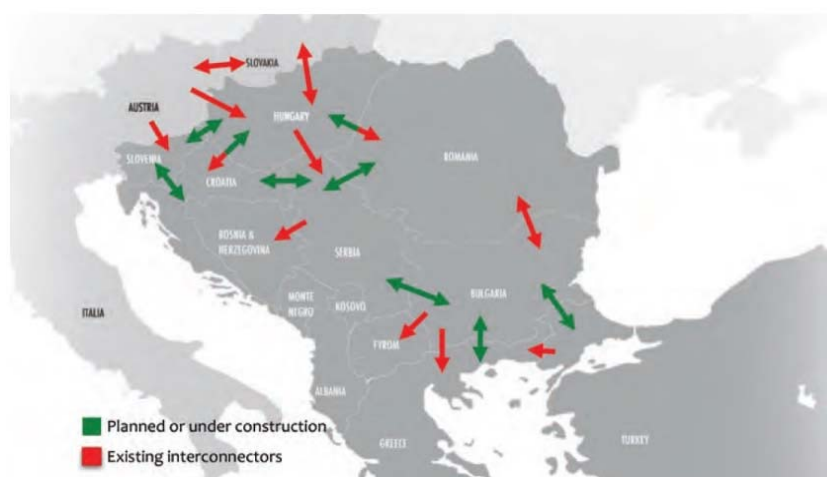 SLOVAKIA
AUSTRIA
HUNGARY
SLOVENIA
ROMANIA
CROATIA
BOSNIA &
HERZEGOVINA
SERBIA
MONTE
NEGRO
KOSOVO
BULGARIA
ITALIA
FYROM
ALBANIA
GREECE
TURKEY
Planned or under construction
Existing interconnectors